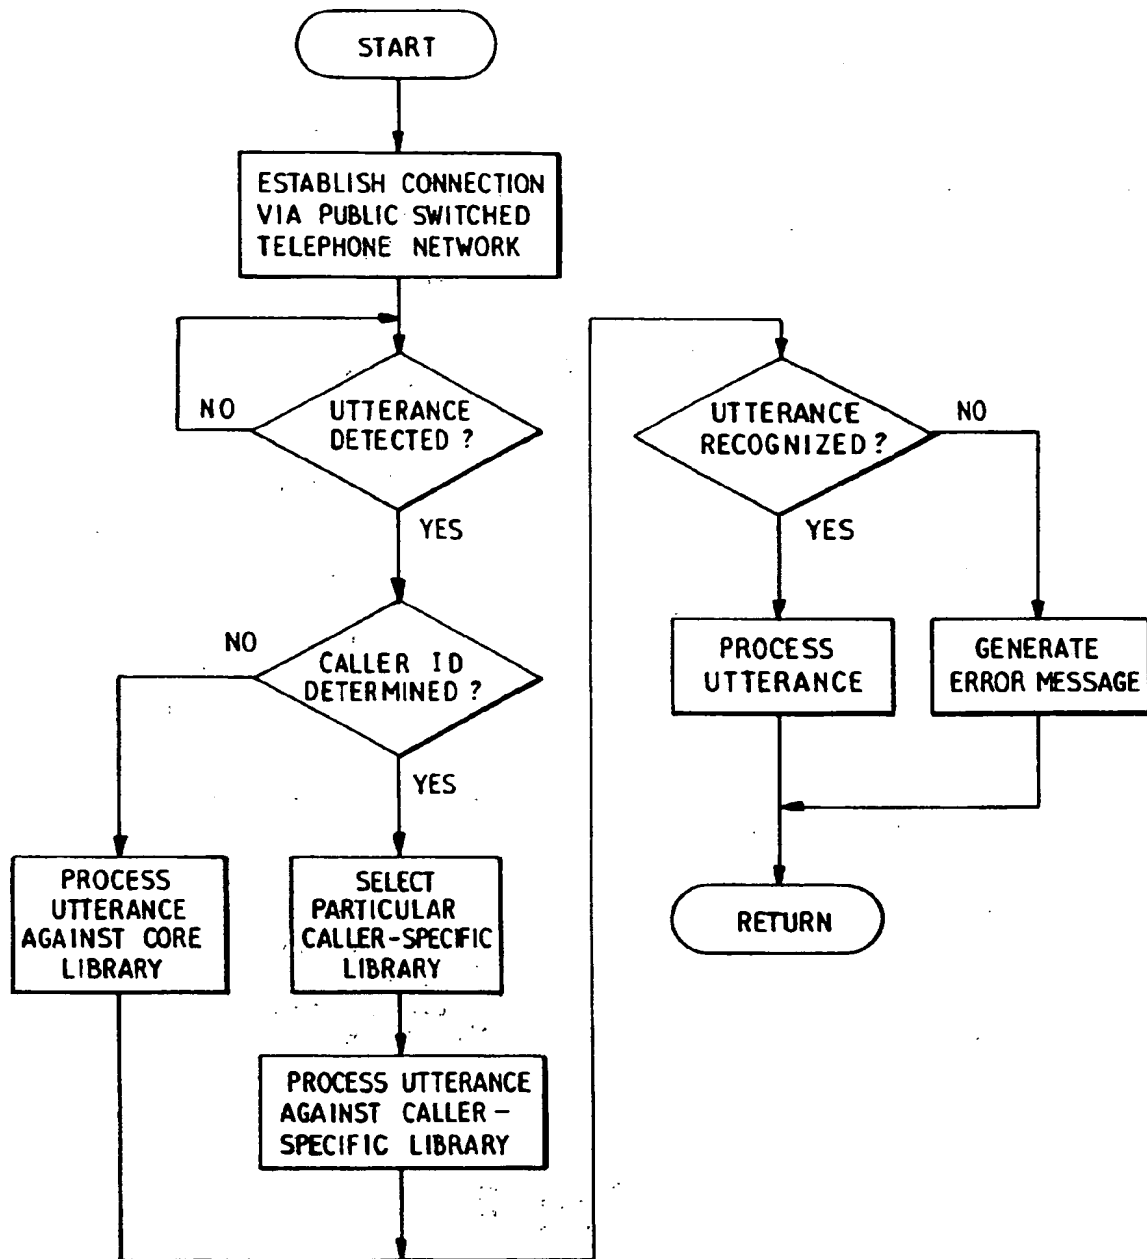 START
ESTABLISH CONNECTION
VIA PUBLIC SWITCHED
TELEPHONE NETWORK
NO
UTTERANCE
DETECTED ?
YES
NO
CALLER ID
DETERMINED ?
YES
PROCESS
UTTERANCE
AGAINST CORE
LIBRARY
SELECT
PARTICULAR
CALLER-SPECIFIC
LIBRARY
PROCESS UTTERANCE
AGAINST CALLER -
SPECIFIC LIBRARY
UTTERANCE
RECOGNIZED ?
NO
YES
PROCESS
UTTERANCE
GENERATE
ERROR MESSAGE
RETURN